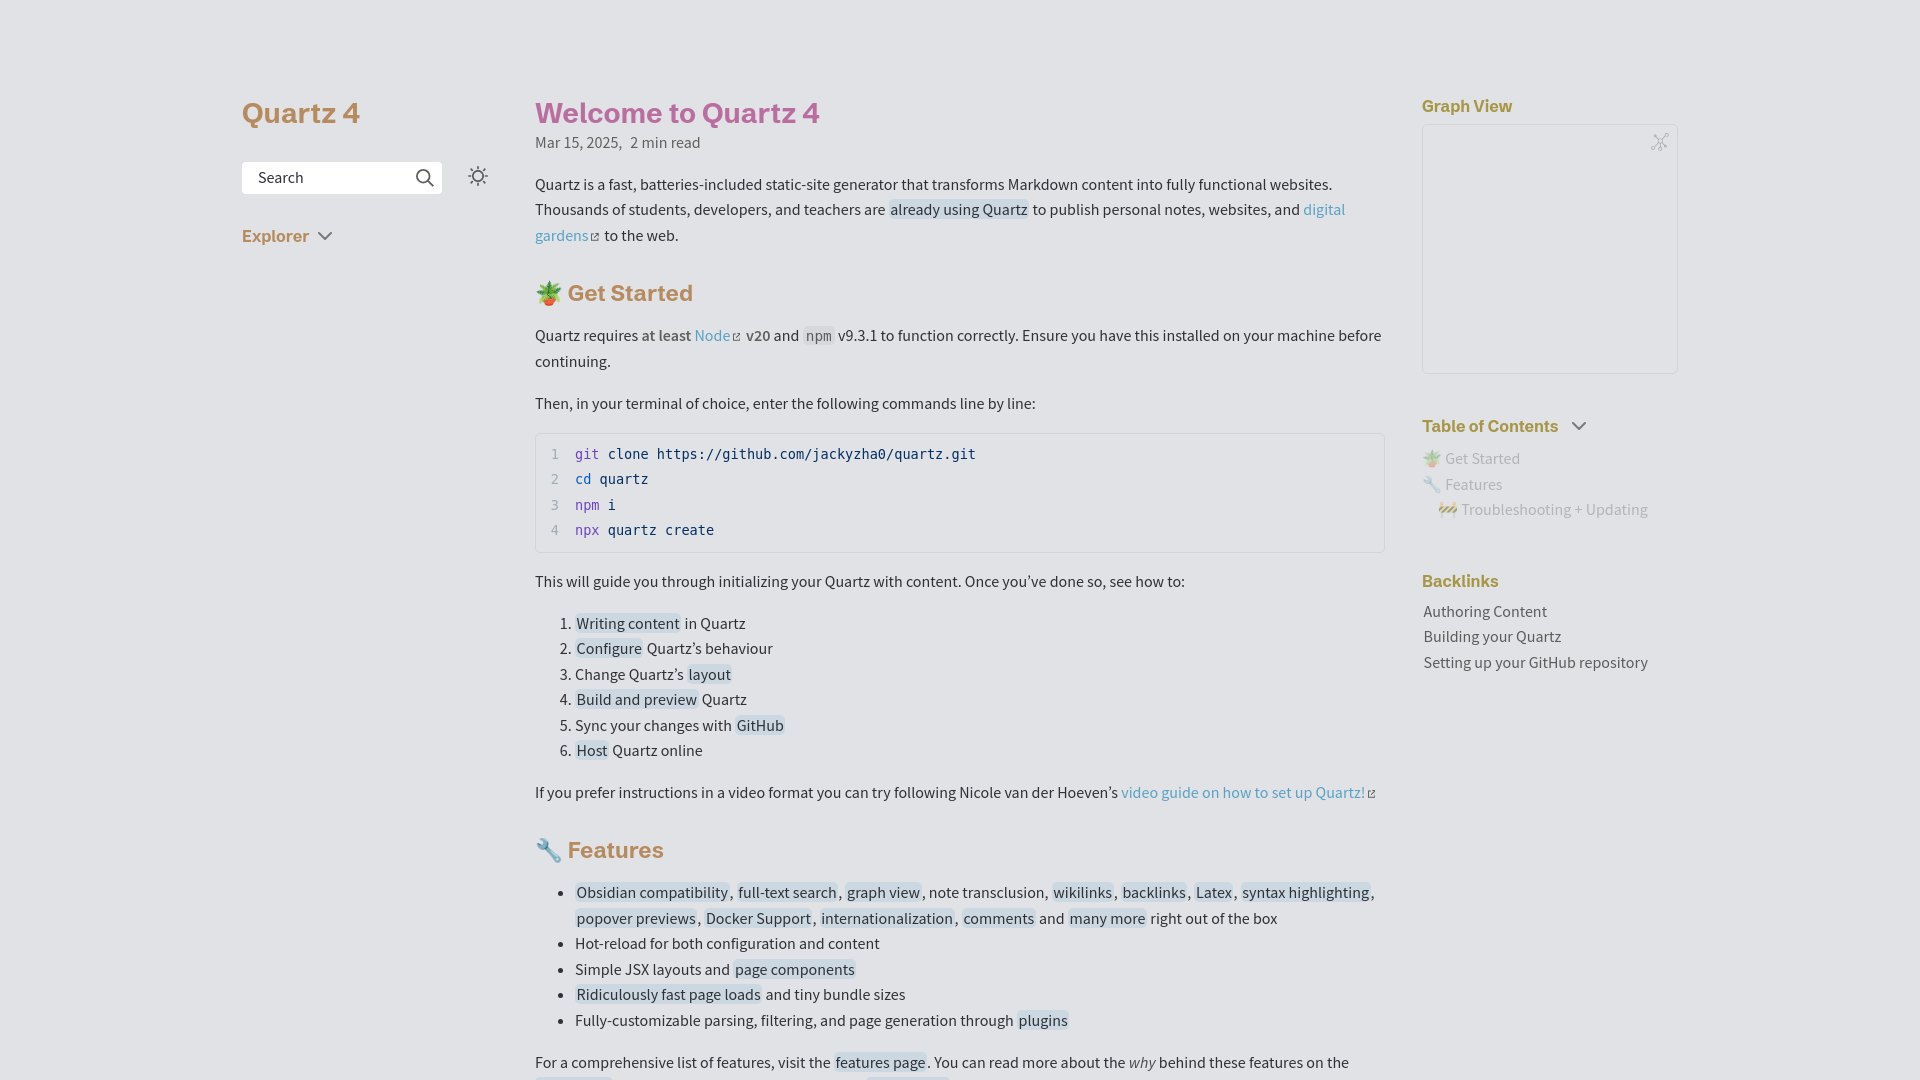 Quartz 4
Search
Explorer
Welcome to Quartz 4
Mar 15, 2025, 2 min read
Quartz is a fast, batteries-included static-site generator that transforms Markdown content into fully functional websites.
Thousands of students, developers, and teachers are already using Quartz to publish personal notes, websites, and digital
gardens to the web.
🪴 Get Started
Quartz requires at least Node v20 and npm v9.3.1 to function correctly. Ensure you have this installed on your machine before
continuing.
Then, in your terminal of choice, enter the following commands line by line:
1 git clone https://github.com/jackyzha0/quartz.git
2 cd quartz
3 npm i
4 npx quartz create
This will guide you through initializing your Quartz with content. Once you’ve done so, see how to:
1. Writing content in Quartz
2. Configure Quartz’s behaviour
3. Change Quartz’s layout
4. Build and preview Quartz
5. Sync your changes with GitHub
6. Host Quartz online
If you prefer instructions in a video format you can try following Nicole van der Hoeven’s video guide on how to set up Quartz!
🔧 Features
• Obsidian compatibility, full-text search, graph view, note transclusion, wikilinks, backlinks, Latex, syntax highlighting,
popover previews, Docker Support, internationalization, comments and many more right out of the box
• Hot-reload for both configuration and content
• Simple JSX layouts and page components
• Ridiculously fast page loads and tiny bundle sizes
• Fully-customizable parsing, filtering, and page generation through plugins
For a comprehensive list of features, visit the features page. You can read more about the why behind these features on the
Graph View
Table of Contents
🪴 Get Started
🔧 Features
🚧 Troubleshooting + Updating
Backlinks
Authoring Content
Building your Quartz
Setting up your GitHub repository